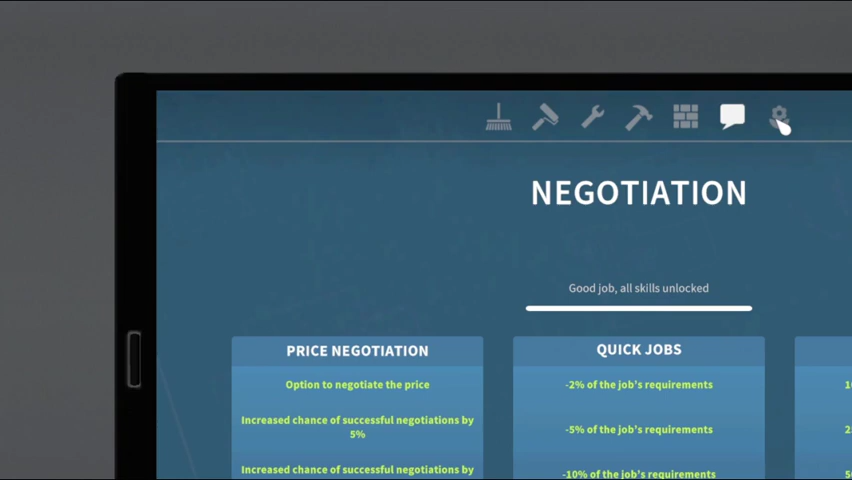 NEGOTIATION
Good job, all skills unlocked
PRICE NEGOTIATION
Option to negotiate the price
Increased chance of successful negotiations by
5%
Increased chance of successful negotiations by
QUICK JOBS
-2% of the job's requirements
-5% of the job's requirements
-10% of the job's requirements